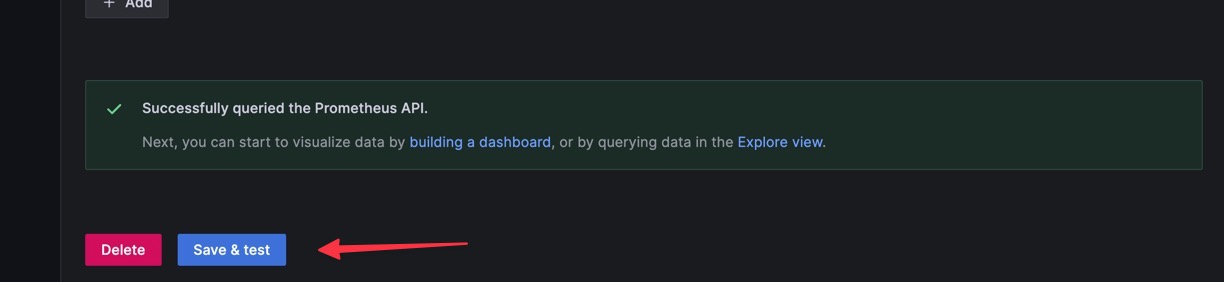 + Add
Successfully queried the Prometheus API.
Next, you can start to visualize data by building a dashboard, or by querying data in the Explore view.
Delete Save & test